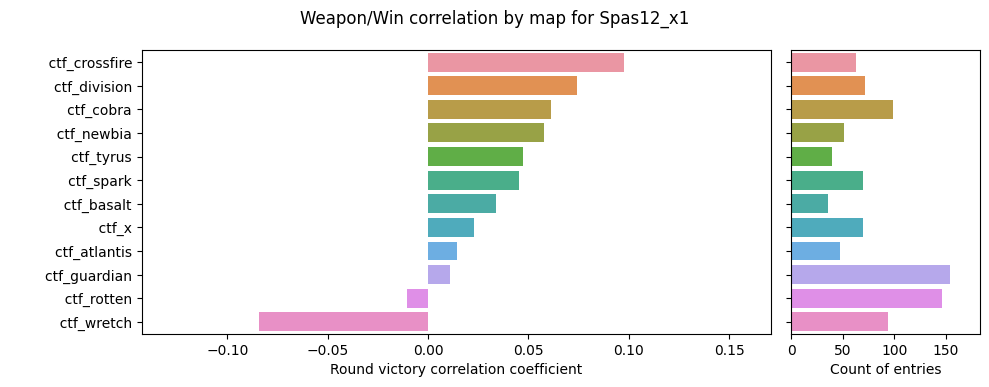 Weapon/Win correlation by map for Spas12_x1
ctf_crossfire
ctf_division
ctf_cobra
ctf_newbia
ctf_tyrus
ctf_spark
ctf_basalt
ctf_x
ctf_atlantis
ctf_guardian
ctf_rotten
ctf_wretch
−0.10 −0.05 0.00 0.05 0.10 0.15
Round victory correlation coefficient
0 50 100 150
Count of entries